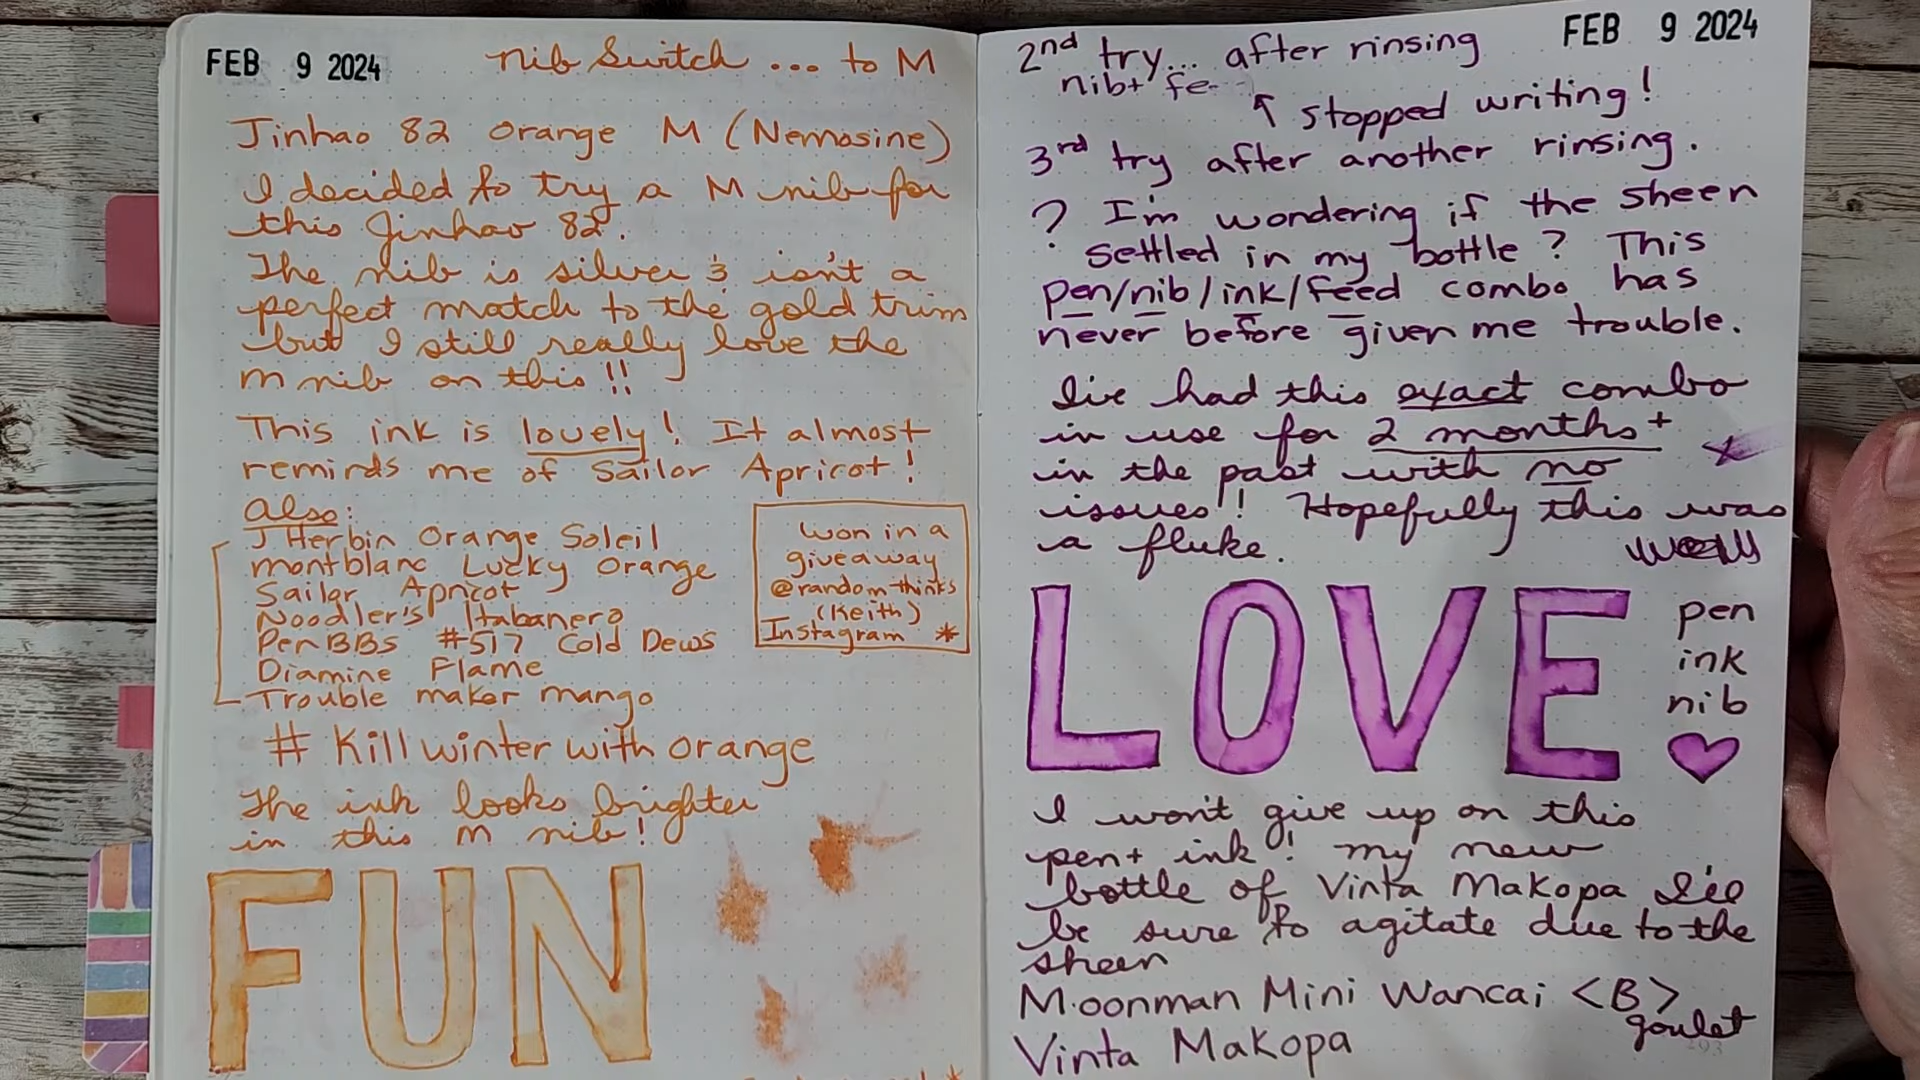 FEB 9 2024
nib Switch ... to M
Jinhao 82 Orange M (Nemosine)
I decided to try a M nib for
this Jinhao 82.
The nib is silver & isn't a
perfect match to the gold trim
but I still really love the
M nib on this!!
This ink is lovely! It almost
reminds me of Sailor Apricot!
Also:
J Herbin Orange Soleil
montblanc Lucky Orange
Sailor Apricot
Noodler's Habanero
PenBBs #517 Cold Dews
Diamine Flame
Trouble maker mango
won in a
giveaway
@randomthinks
(Keith)
Instagram *
# Kill winter with orange
The ink looks brighter
in this M nib!
FUN
FEB 9 2024
2nd try... after rinsing
nib+ fe
↑ stopped writing!
3rd try after another rinsing.
? I'm wondering if the sheen
settled in my bottle? This
pen/nib/ink/feed combo has
never before given me trouble.
I've had this exact combo
in use for 2 months+
in the past with no
issues!! Hopefully this was
a fluke.
LOVE
pen
ink
nib
♥
I won't give up on this
pen+ ink! my new
bottle of Vinta Makopa I'll
be sure to agitate due to the
sheen
Moonman Mini Wancai <B>
goulet
Vinta Makopa
293